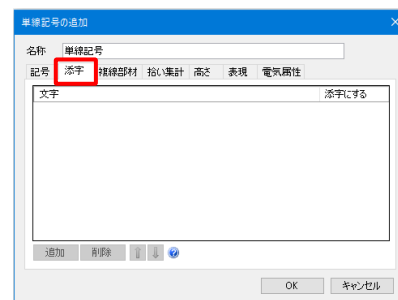 単線記号の追加
名称 単線記号
記号 添字 複線部材 拾い集計 高さ 表現 電気属性
文字 添字にする
追加 削除
OK キャンセル